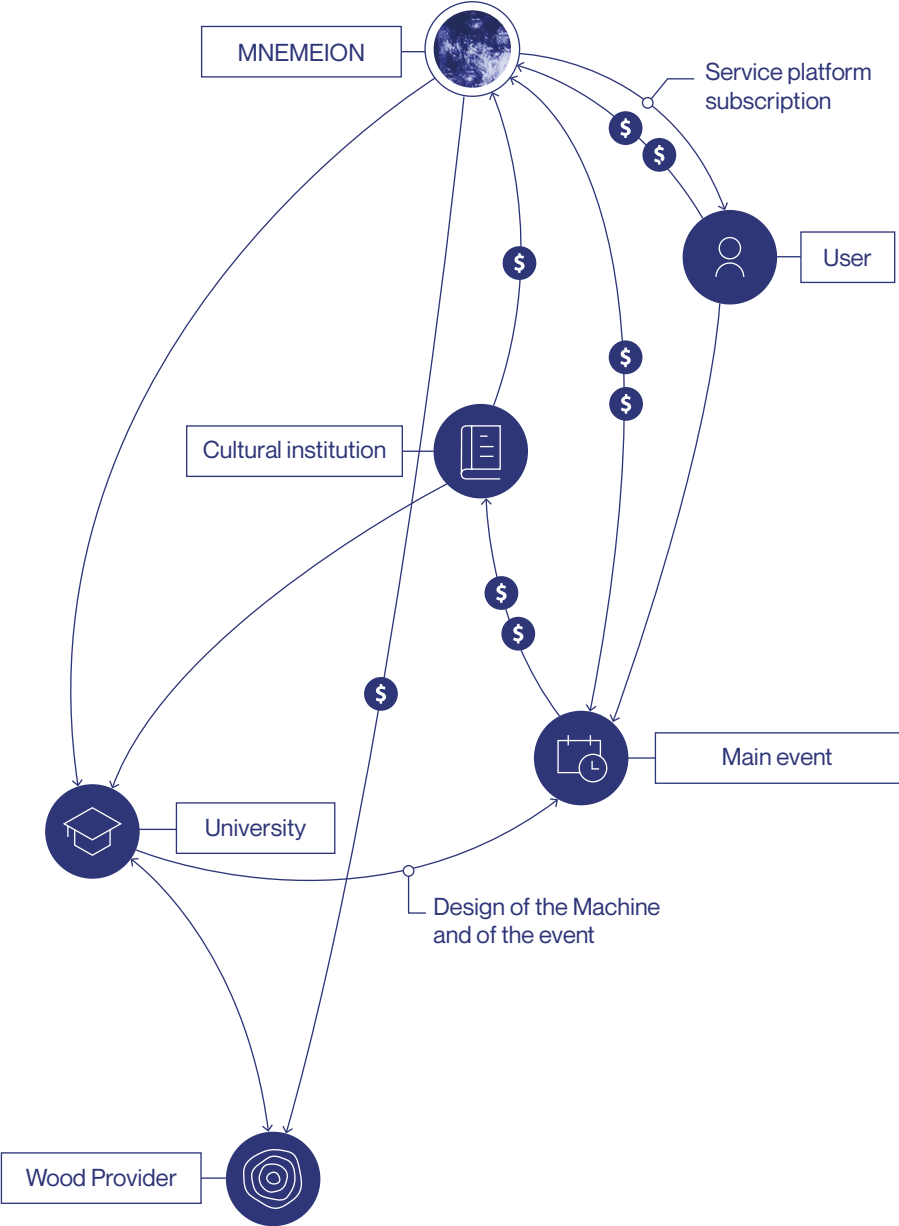 MNEMEION
Service platform
subscription
$
$
User
$
$
$
Cultural institution
$
$
$
Main event
University
Design of the Machine
and of the event
Wood Provider